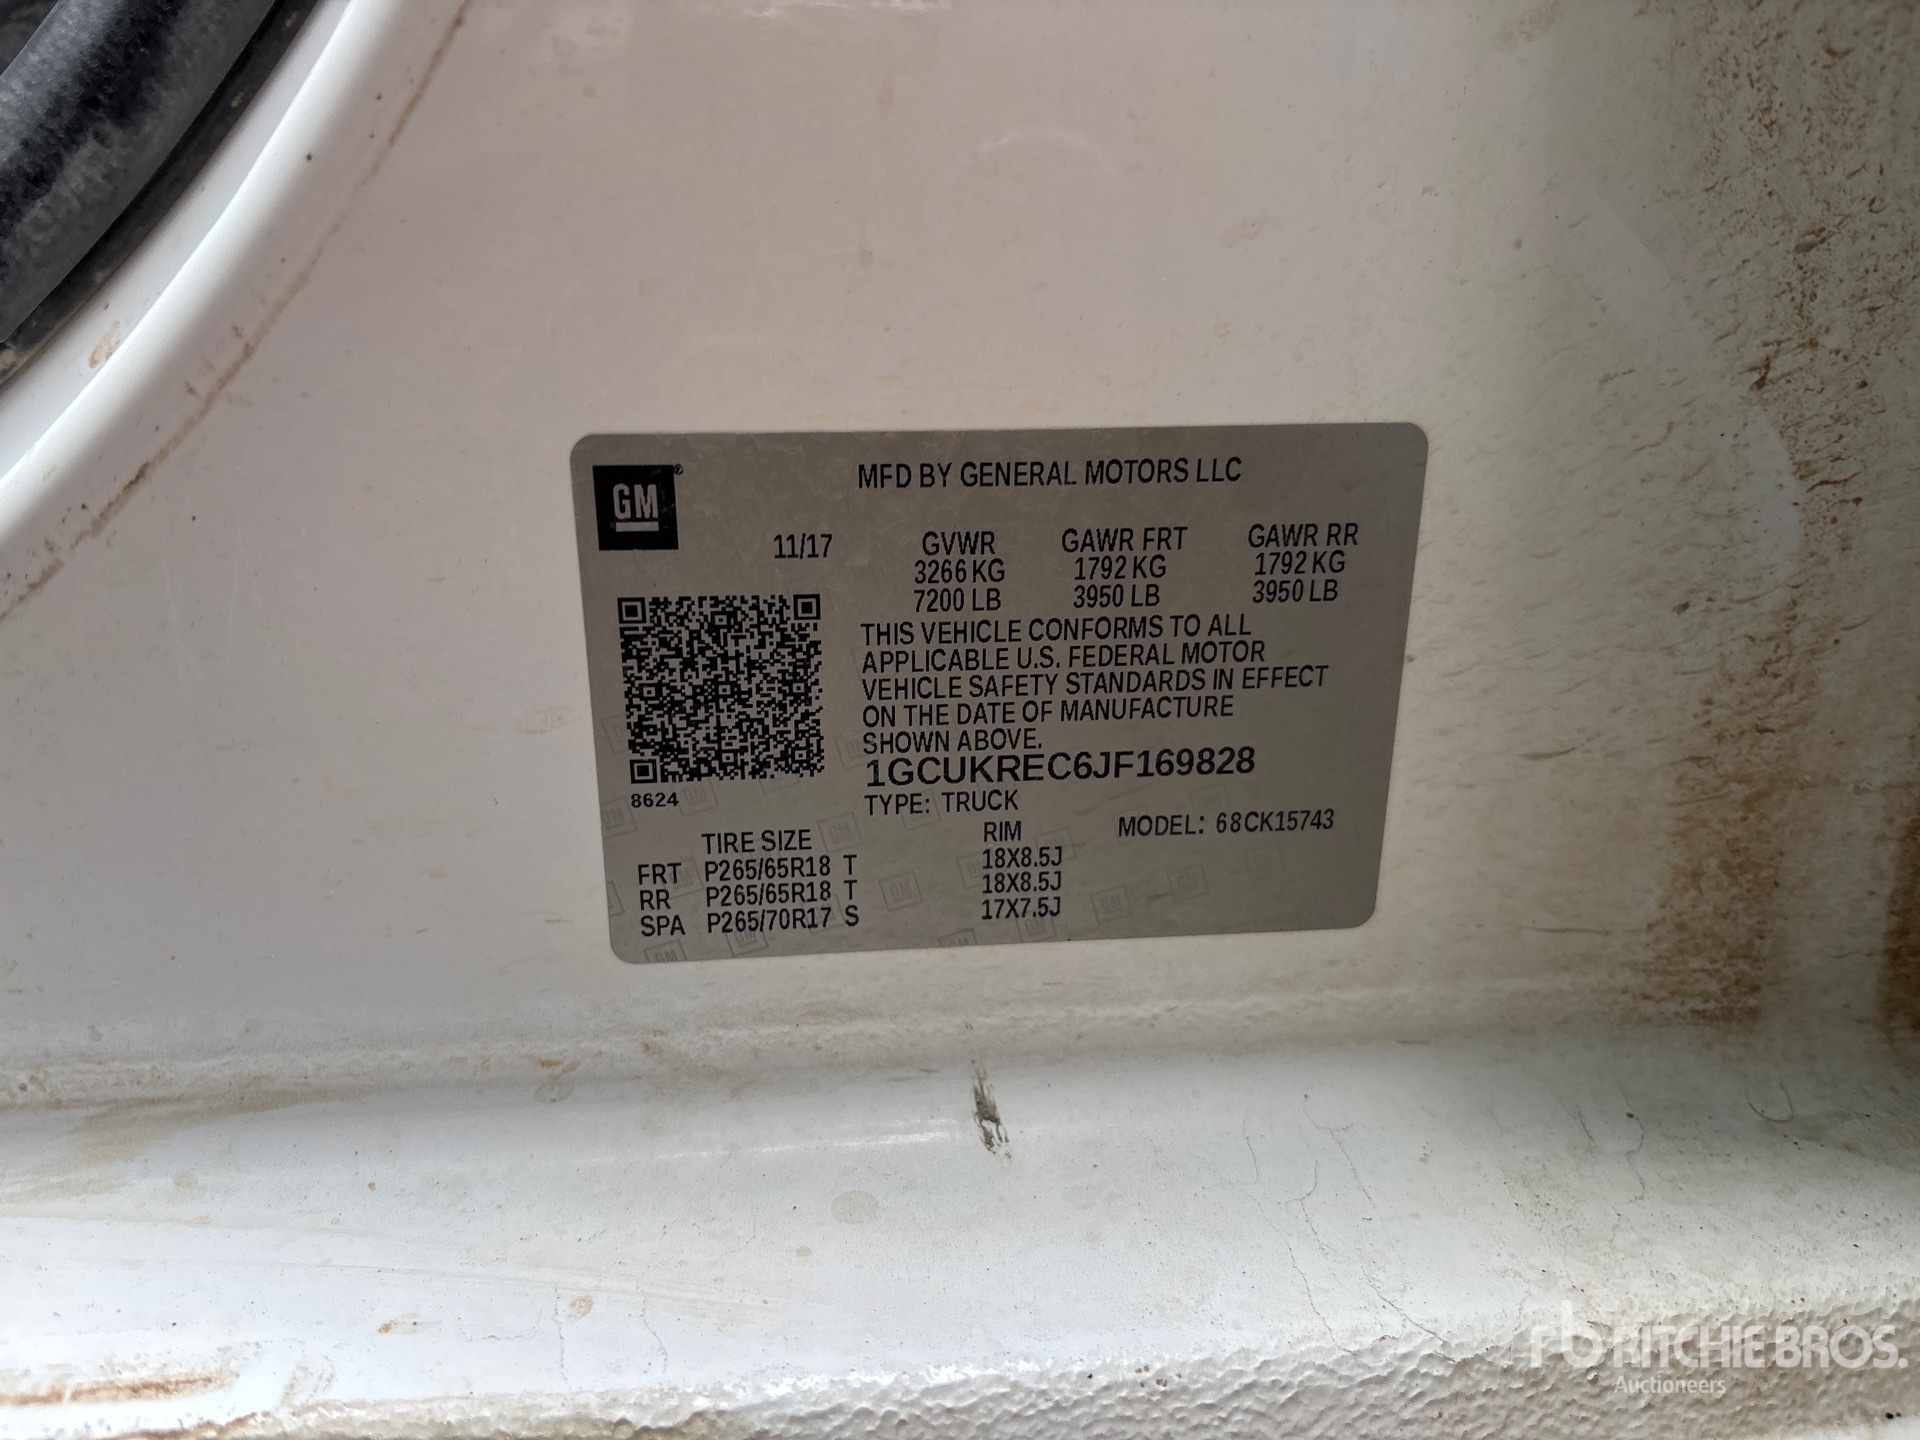 GM
MFD BY GENERAL MOTORS LLC
11/17 GVWR GAWR FRT GAWR RR
3266 KG 1792 KG 1792 KG
7200 LB 3950 LB 3950 LB
THIS VEHICLE CONFORMS TO ALL
APPLICABLE U.S. FEDERAL MOTOR
VEHICLE SAFETY STANDARDS IN EFFECT
ON THE DATE OF MANUFACTURE
SHOWN ABOVE.
1GCUKREC6JF169828
8624
TYPE: TRUCK
TIRE SIZE RIM MODEL: 68CK15743
FRT P265/65R18 T 18X8.5J
RR P265/65R18 T 18X8.5J
SPA P265/70R17 S 17X7.5J
rb RITCHIE BROS.
Auctioneers